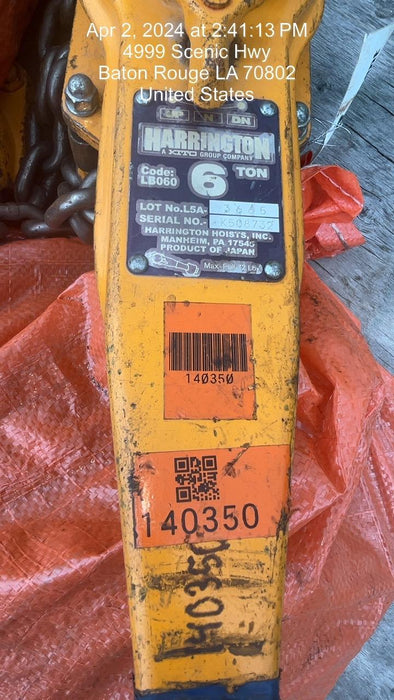 Apr 2, 2024 at 2:41:13 PM
4999 Scenic Hwy
Baton Rouge LA 70802
United States
UP N DN
HARRINGTON
A KITO GROUP COMPANY
Code:
LB060
6 TON
LOT No.L5A-
SERIAL NO.-
HARRINGTON HOISTS, INC.
MANHEIM, PA 17545
PRODUCT OF JAPAN
Max.
140350
140350
140350